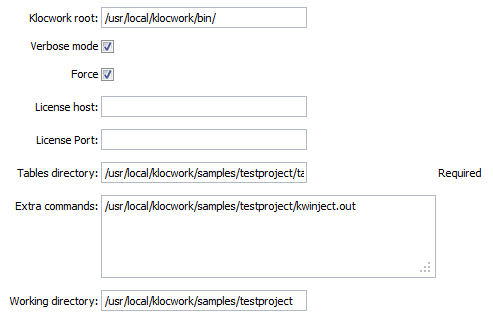 Klocwork root: /usr/local/klocwork/bin/
Verbose mode
Force
License host:
License Port:
Tables directory: /usr/local/klocwork/samples/testproject/ta Required
Extra commands: /usr/local/klocwork/samples/testproject/kwinject.out
Working directory: /usr/local/klocwork/samples/testproject